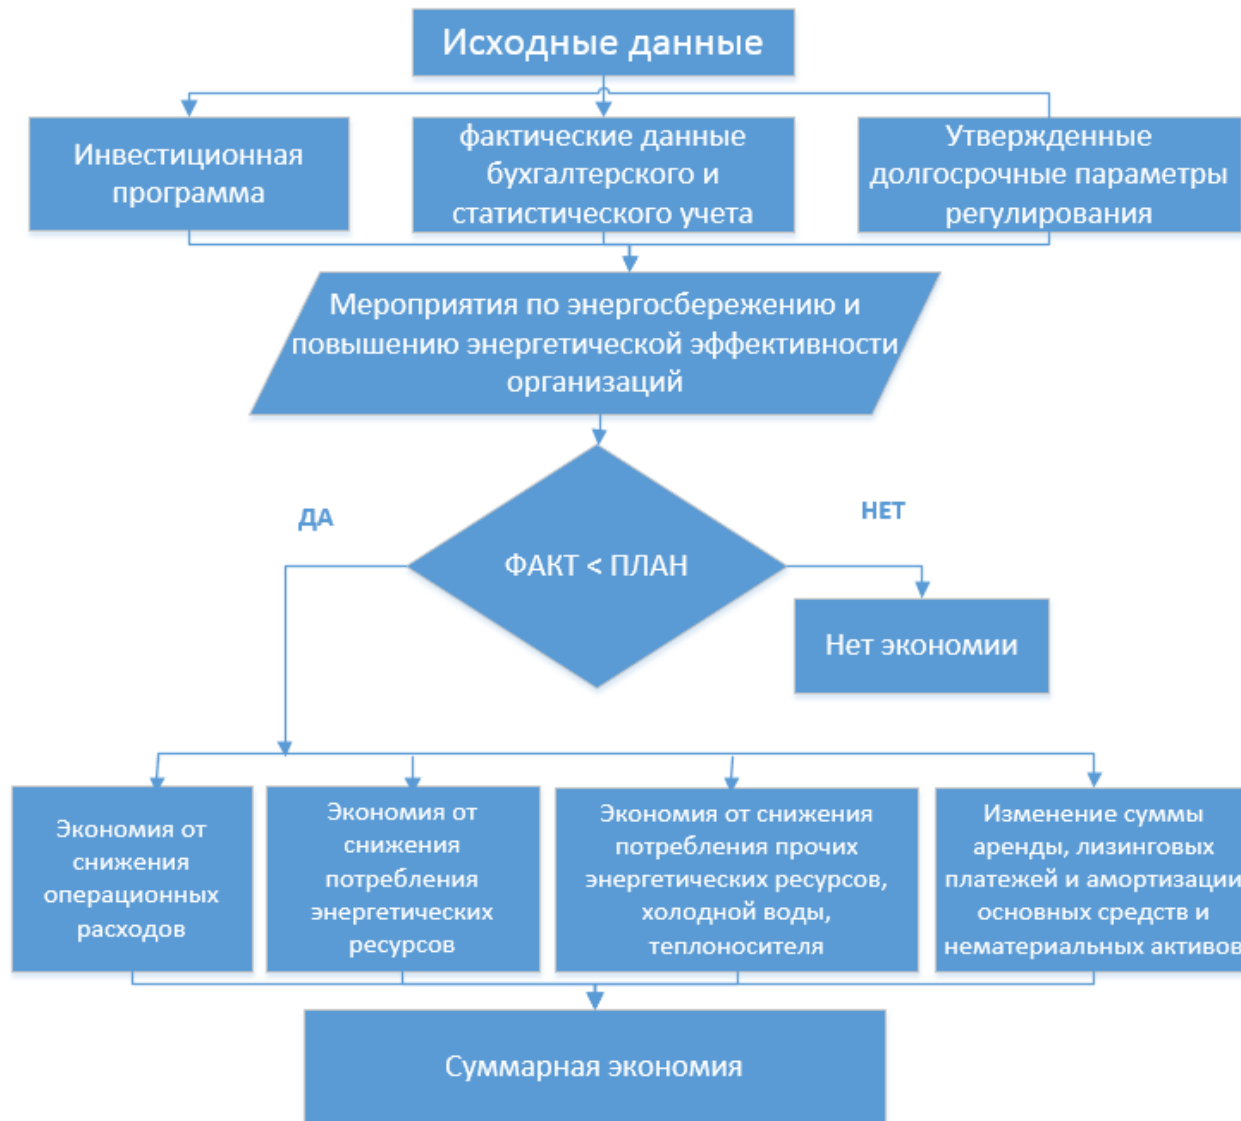 Исходные данные
Инвестиционная
программа
фактические данные
бухгалтерского и
статистического учета
Утвержденные
долгосрочные параметры
регулирования
Мероприятия по энергосбережению и
повышению энергетической эффективности
организаций
ДА
НЕТ
ФАКТ < ПЛАН
Нет экономии
Экономия от
снижения
операционных
расходов
Экономия от
снижения
потребления
энергетических
ресурсов
Экономия от снижения
потребления прочих
энергетических ресурсов,
холодной воды,
теплоносителя
Изменение суммы
аренды, лизинговых
платежей и амортизации
основных средств и
нематериальных активов
Суммарная экономия